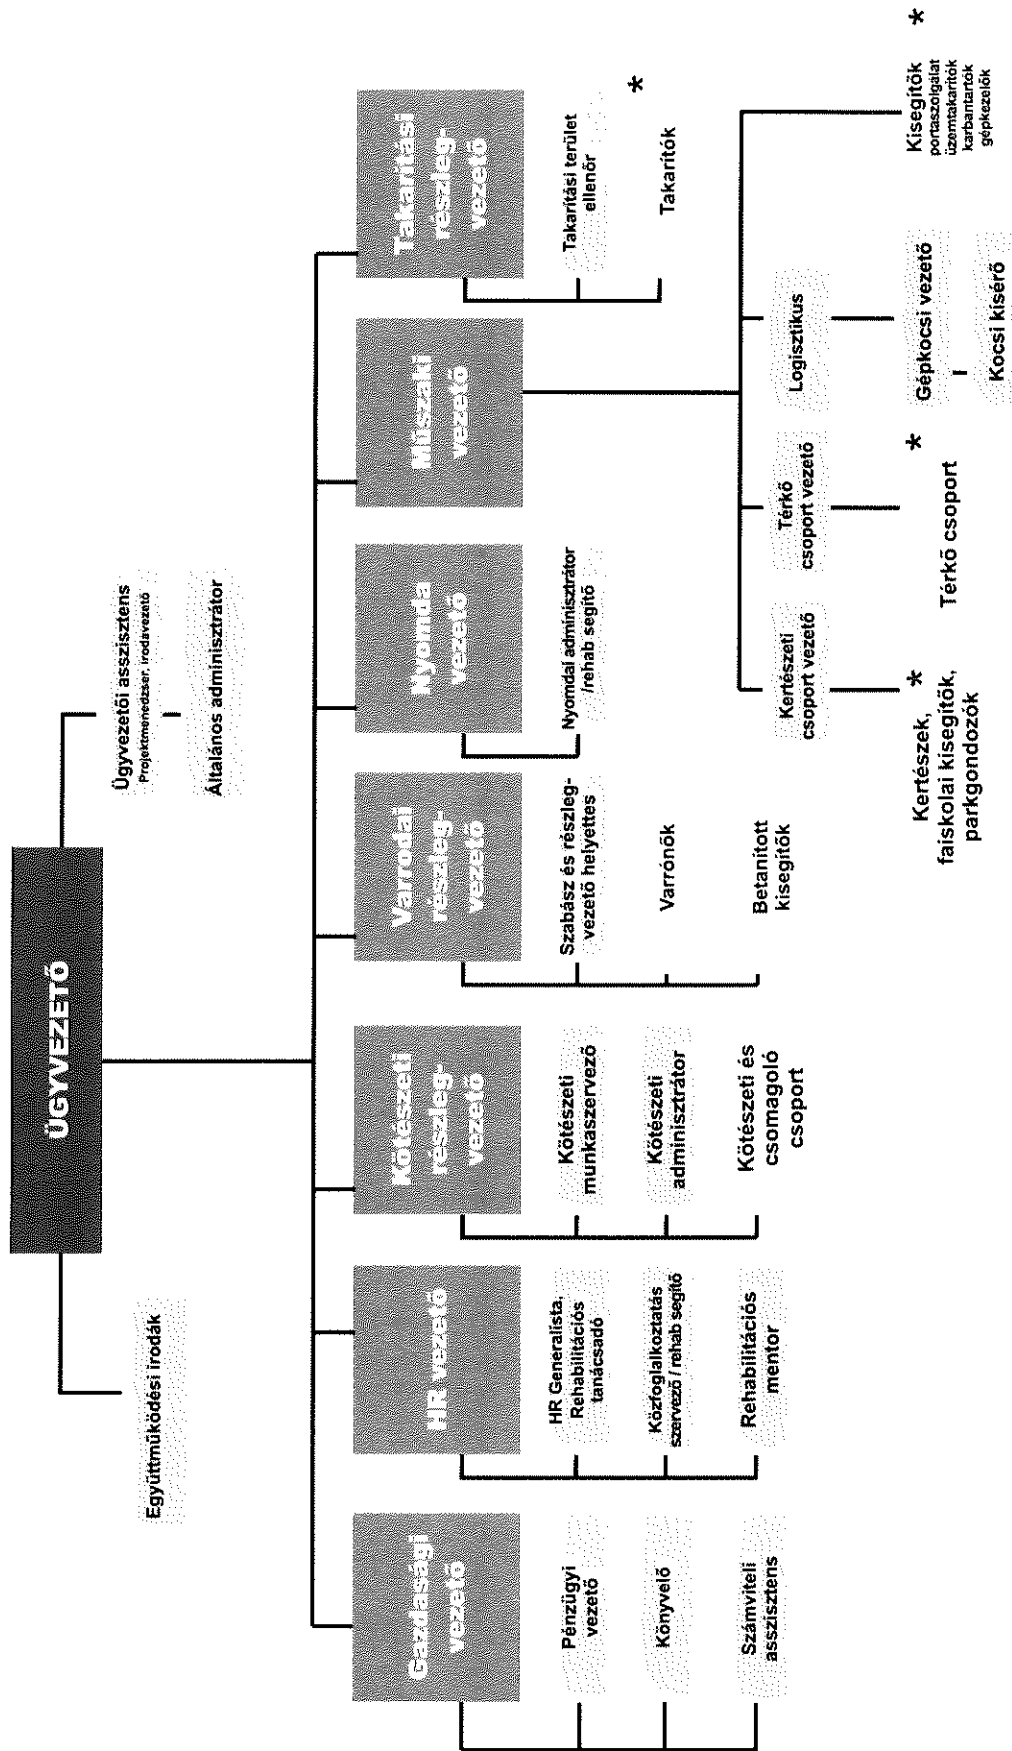 ÜGYVEZETŐ
Együttműködési irodák
Ügyvezetői asszisztens
Projektmenedzser, irodavezető
Általános adminisztrátor
Gazdasági
vezető
Pénzügyi
vezető
Könyvelő
Számviteli
asszisztens
HR vezető
HR Generalista,
Rehabilitációs
tanácsadó
Közfoglalkoztatás
szervező / rehab segítő
Rehabilitációs
mentor
Kötészeti
részleg-
vezető
Kötészeti
munkaszervező
Kötészeti
adminisztrátor
Kötészeti és
csomagoló
csoport
Varrodai
részleg-
vezető
Szabász és részleg-
vezető helyettes
Varrónők
Betanított
kisegítők
Nyomda
vezető
Nyomdai adminisztrátor
/rehab segítő
Műszaki
vezető
Kertészeti
csoport vezető
*
Kertészek,
faiskolai kisegítők,
parkgondozók
Térkő
csoport vezető
*
Térkő csoport
Logisztikus
Gépkocsi vezető
Kocsi kísérő
*
Kisegítők
portaszolgálat
üzemtakarítók
karbantartók
gépkezelők
Takarítási
részleg-
vezető
Takarítási terület
ellenőr
*
Takarítók